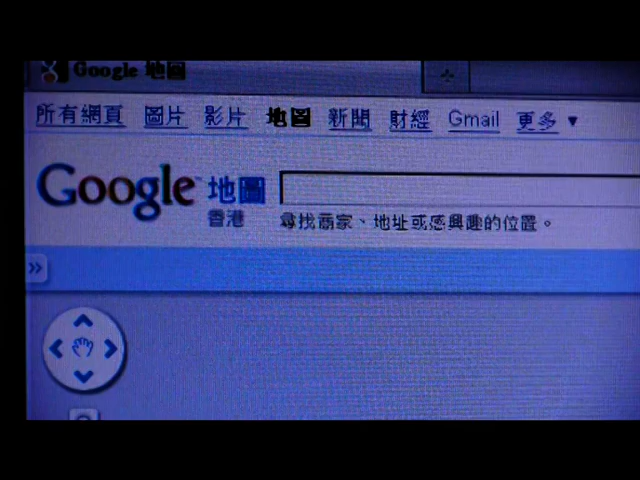 Google 地圖
所有網頁 圖片 影片 地圖 新聞 財經 Gmail 更多 ▼
Google™ 地圖
香港
尋找商家、地址或感興趣的位置。